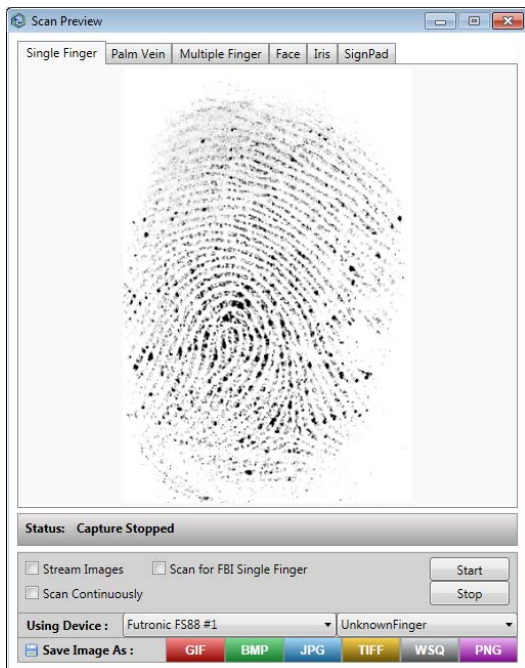 Scan Preview
Single Finger Palm Vein Multiple Finger Face Iris SignPad
Status: Capture Stopped
Stream Images Scan for FBI Single Finger Start
Scan Continuously Stop
Using Device : Futronic FS88 #1 UnknownFinger
Save Image As : GIF BMP JPG TIFF WSQ PNG